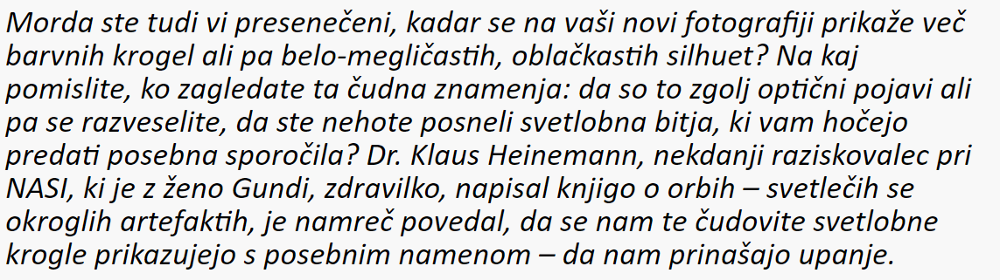 Morda ste tudi vi presenečeni, kadar se na vaši novi fotografiji prikaže več
barvnih krogel ali pa belo-megličastih, oblačkastih silhuet? Na kaj
pomislite, ko zagledate ta čudna znamenja: da so to zgolj optični pojavi ali
pa se razveselite, da ste nehote posneli svetlobna bitja, ki vam hočejo
predati posebna sporočila? Dr. Klaus Heinemann, nekdanji raziskovalec pri
NASI, ki je z ženo Gundi, zdravilko, napisal knjigo o orbih – svetlečih se
okroglih artefaktih, je namreč povedal, da se nam te čudovite svetlobne
krogle prikazujejo s posebnim namenom – da nam prinašajo upanje.